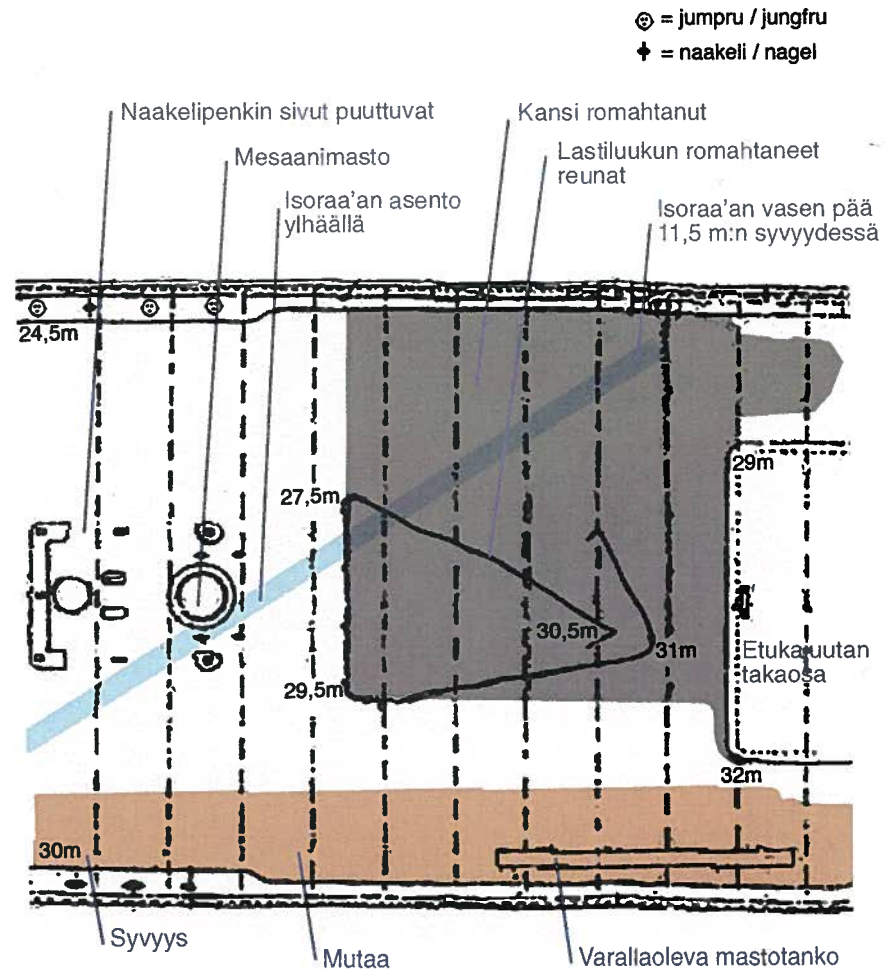 = jumpru / jungfru
= naakeli / nagel
Naakelipenkin sivut puuttuvat
Kansi romahtanut
Mesaanimasto
Lastiluukun romahtaneet
reunat
Isoraa'an asento
ylhäällä
Isoraa'an vasen pää
11,5 m:n syvyydessä
24,5m
29m
27,5m
30,5m
31m
Etukajuutan
takaosa
29,5m
32m
30m
Syvyys
Mutaa
Varallaoleva mastotanko